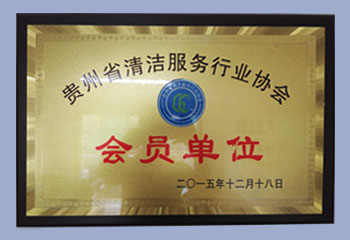 贵州省清洁服务行业协会
会员单位
二〇一五年十二月十八日